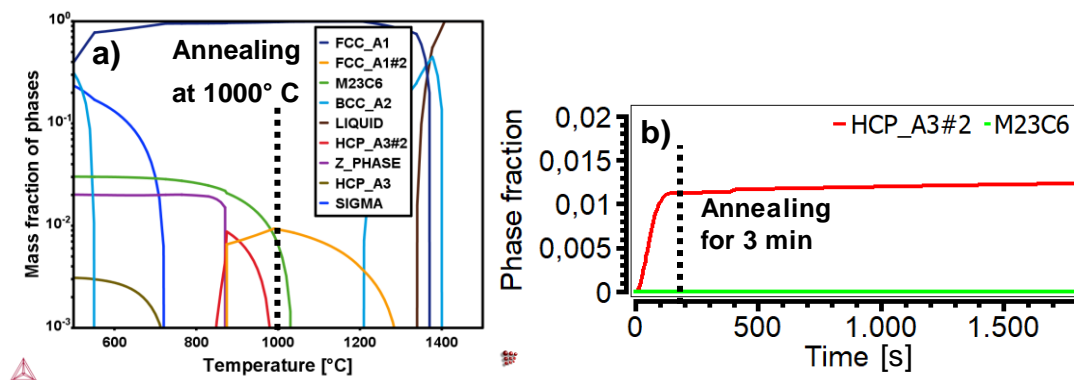 a)
Annealing
at 1000° C
FCC_A1
FCC_A1#2
M23C6
BCC_A2
LIQUID
HCP_A3#2
Z_PHASE
HCP_A3
SIGMA
Mass fraction of phases
10⁰
10⁻¹
10⁻²
10⁻³
600 800 1000 1200 1400
Temperature [°C]
b)
HCP_A3#2 M23C6
Annealing
for 3 min
Phase fraction
0,02
0,015
0,01
0,005
0
0 500 1.000 1.500
Time [s]